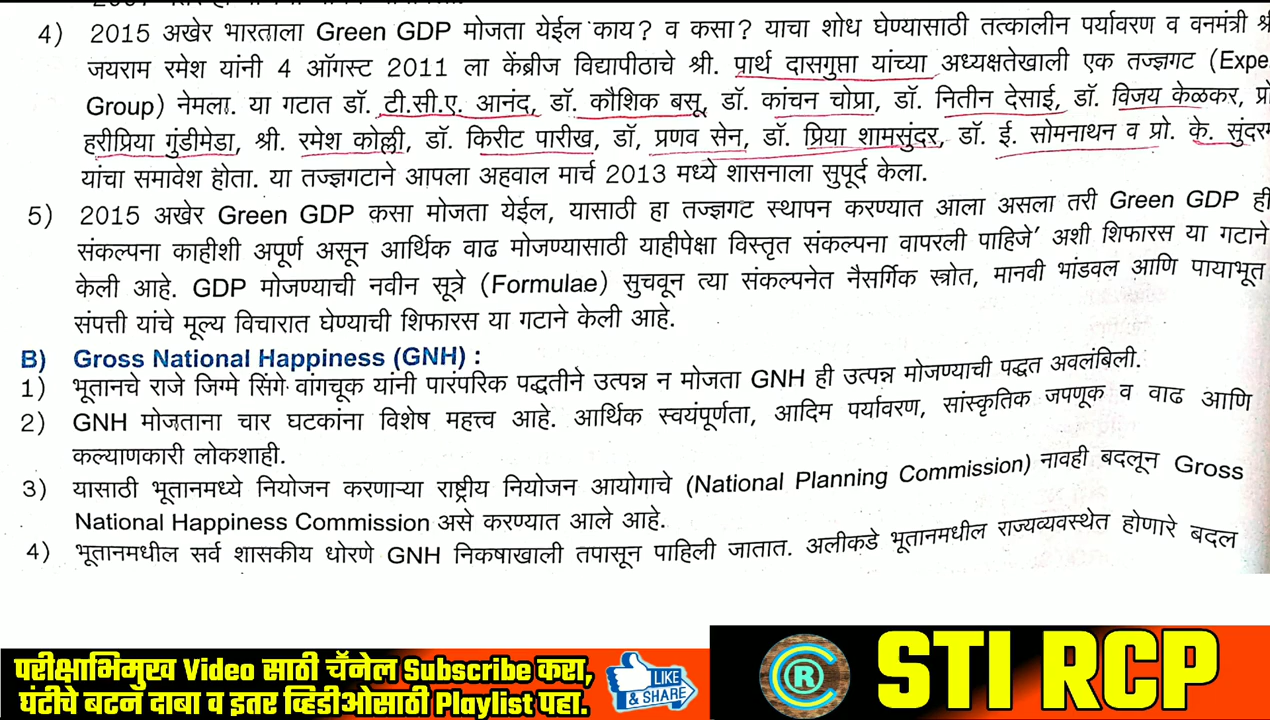 4) 2015 अखेर भारताला Green GDP मोजता येईल काय? व कसा? याचा शोध घेण्यासाठी तत्कालीन पर्यावरण व वनमंत्री श्री
जयराम रमेश यांनी 4 ऑगस्ट 2011 ला केंब्रीज विद्यापीठाचे श्री. पार्थ दासगुप्ता यांच्या अध्यक्षतेखाली एक तज्ज्ञगट (Expe
Group) नेमला. या गटात डॉ. टी.सी.ए. आनंद, डॉ. कौशिक बसू, डॉ. कांचन चोप्रा, डॉ. नितीन देसाई, डॉ. विजय केळकर, प्रो
हरीप्रिया गुंडीमेडा, श्री. रमेश कोल्ली, डॉ. किरीट पारीख, डॉ, प्रणव सेन, डॉ. प्रिया शामसुंदर, डॉ. ई. सोमनाथन व प्रो. के. सुंदरम
यांचा समावेश होता. या तज्ज्ञगटाने आपला अहवाल मार्च 2013 मध्ये शासनाला सुपूर्द केला.
5) 2015 अखेर Green GDP कसा मोजता येईल, यासाठी हा तज्ज्ञगट स्थापन करण्यात आला असला तरी Green GDP ही
संकल्पना काहीशी अपूर्ण असून आर्थिक वाढ मोजण्यासाठी याहीपेक्षा विस्तृत संकल्पना वापरली पाहिजे' अशी शिफारस या गटाने
केली आहे. GDP मोजण्याची नवीन सूत्रे (Formulae) सुचवून त्या संकल्पनेत नैसर्गिक स्त्रोत, मानवी भांडवल आणि पायाभूत
संपत्ती यांचे मूल्य विचारात घेण्याची शिफारस या गटाने केली आहे.
B) Gross National Happiness (GNH) :
1) भूतानचे राजे जिग्मे सिंगे वांगचूक यांनी पारंपरिक पद्धतीने उत्पन्न न मोजता GNH ही उत्पन्न मोजण्याची पद्धत अवलंबिली.
2) GNH मोजताना चार घटकांना विशेष महत्त्व आहे. आर्थिक स्वयंपूर्णता, आदिम पर्यावरण, सांस्कृतिक जपणूक व वाढ आणि
कल्याणकारी लोकशाही.
3) यासाठी भूतानमध्ये नियोजन करणाऱ्या राष्ट्रीय नियोजन आयोगाचे (National Planning Commission) नावही बदलून Gross
National Happiness Commission असे करण्यात आले आहे.
4) भूतानमधील सर्व शासकीय धोरणे GNH निकषाखाली तपासून पाहिली जातात. अलीकडे भूतानमधील राज्यव्यवस्थेत होणारे बदल
परीक्षाभिमुख Video साठी चॅनेल Subscribe करा,
घंटीचे बटन दाबा व इतर व्हिडीओसाठी Playlist पहा.
LIKE
& SHARE
C R
STI RCP